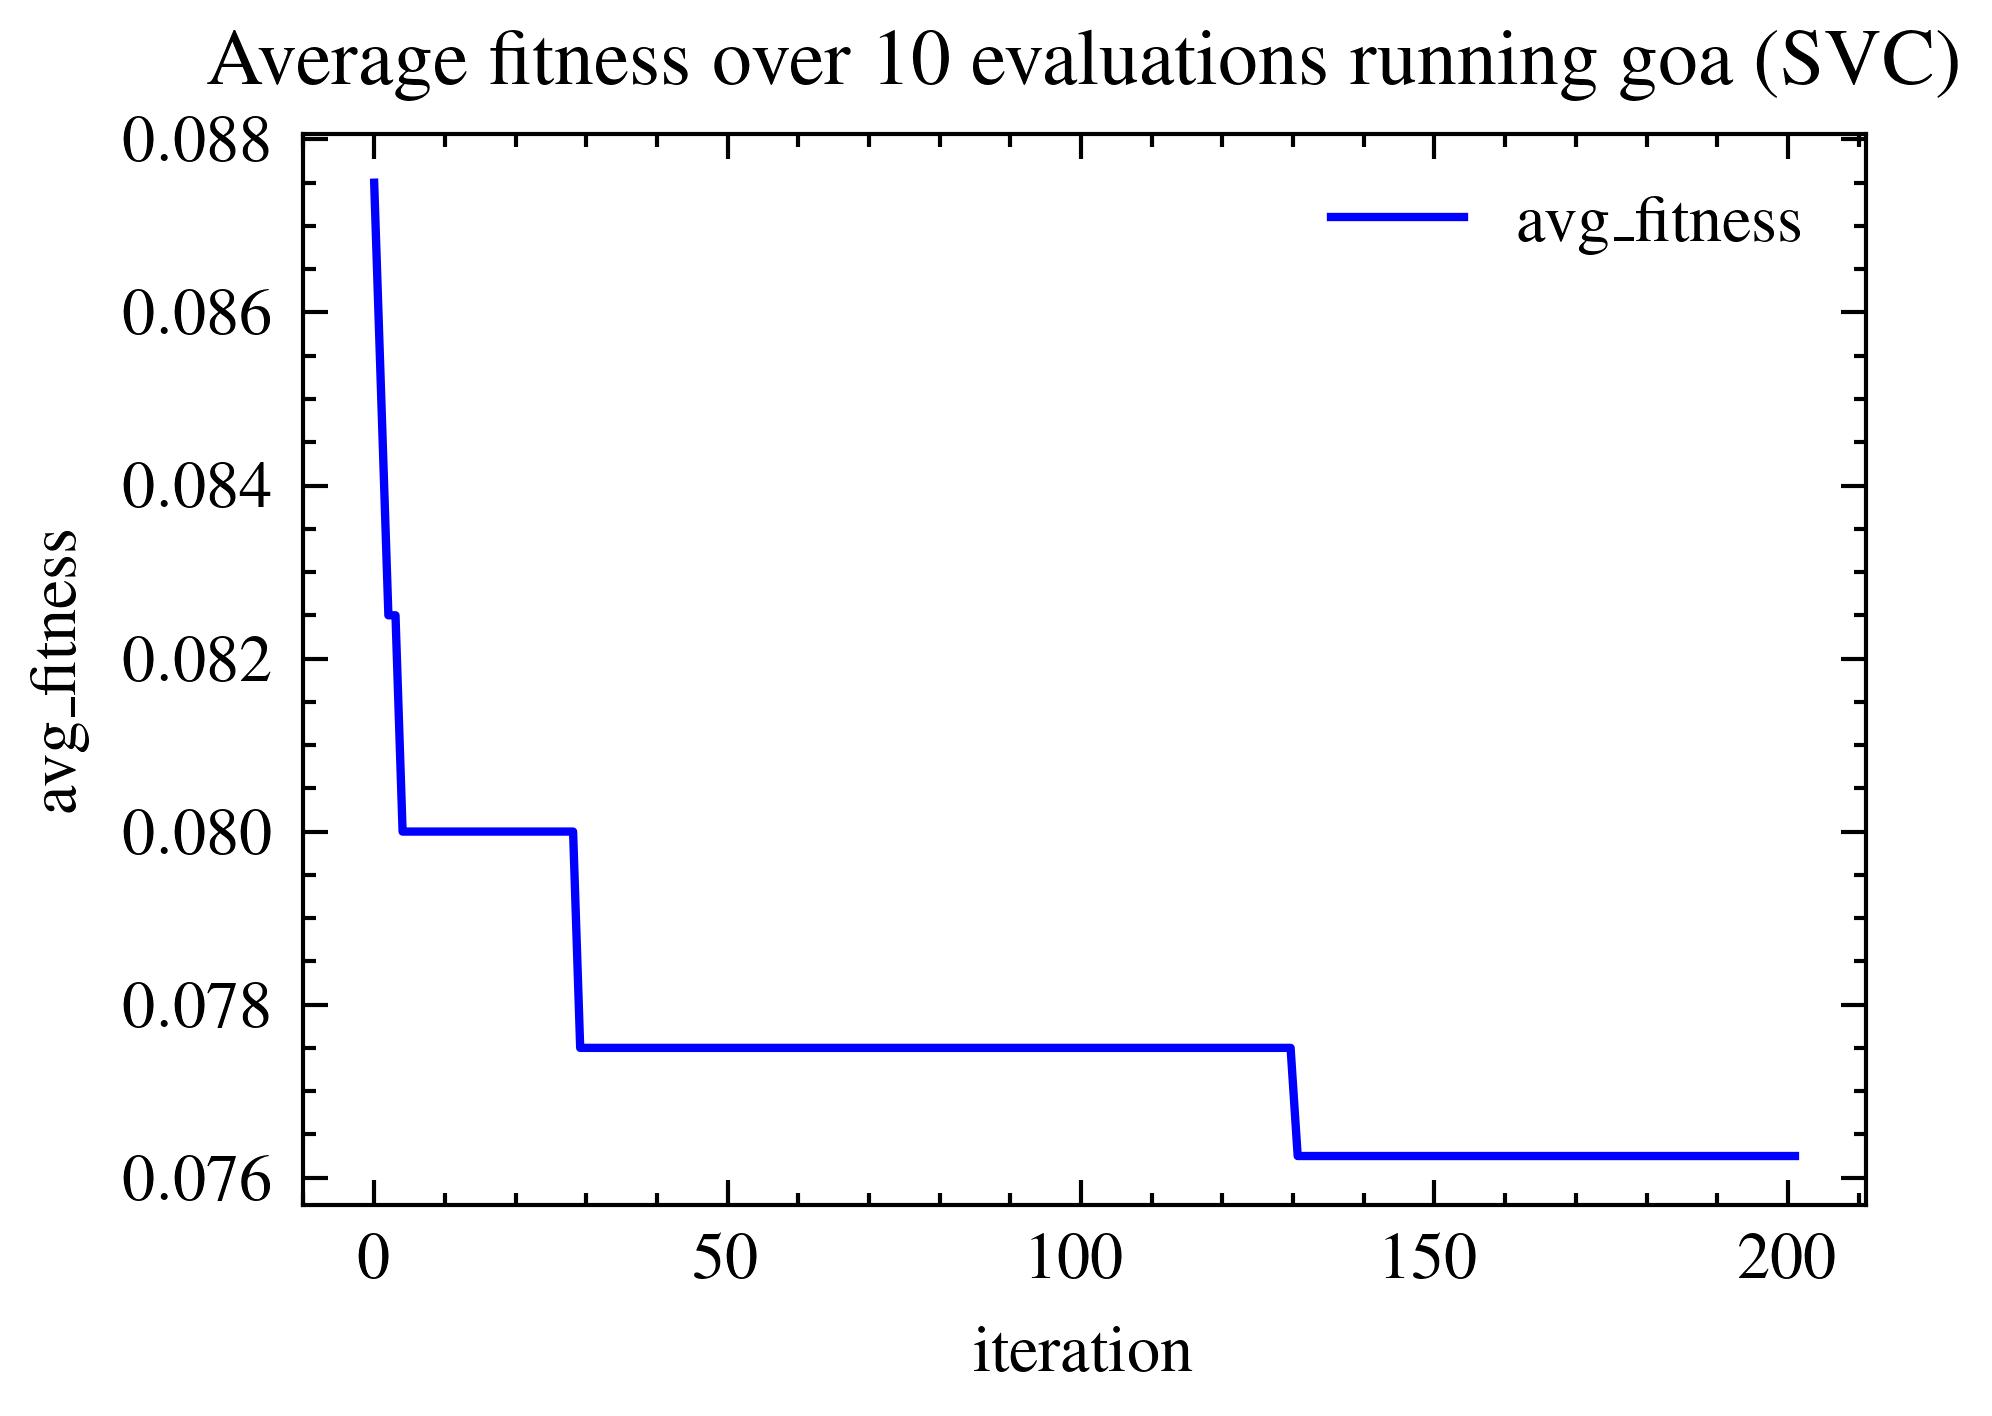 Average fitness over 10 evaluations running goa (SVC)
avg_fitness
0.088
0.086
0.084
0.082
0.080
0.078
0.076
avg_fitness
0 50 100 150 200
iteration